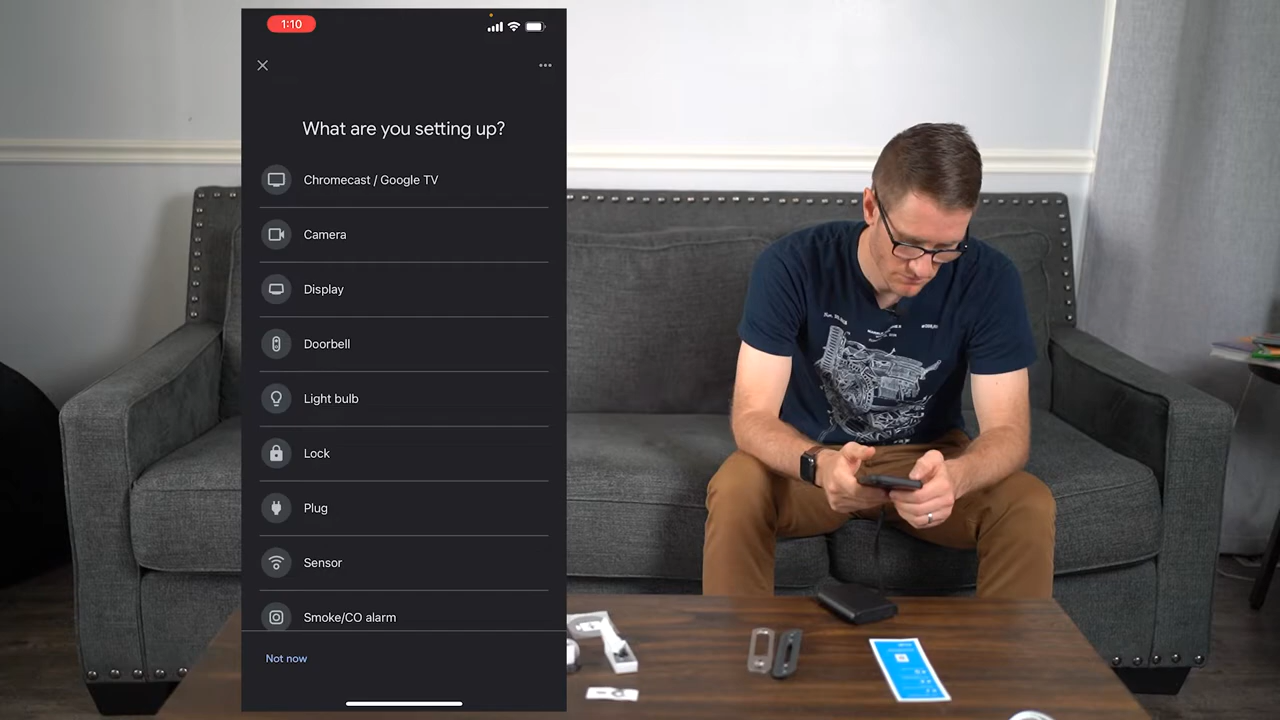 1:10
What are you setting up?
Chromecast / Google TV
Camera
Display
Doorbell
Light bulb
Lock
Plug
Sensor
Smoke/CO alarm
Not now